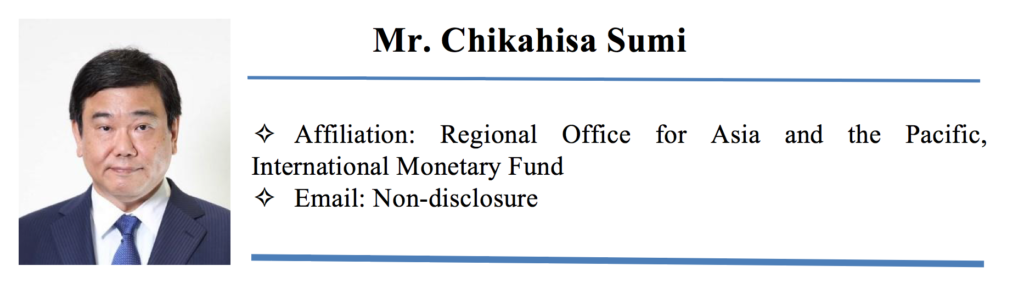 Mr. Chikahisa Sumi
✧ Affiliation: Regional Office for Asia and the Pacific,
International Monetary Fund
✧ Email: Non-disclosure